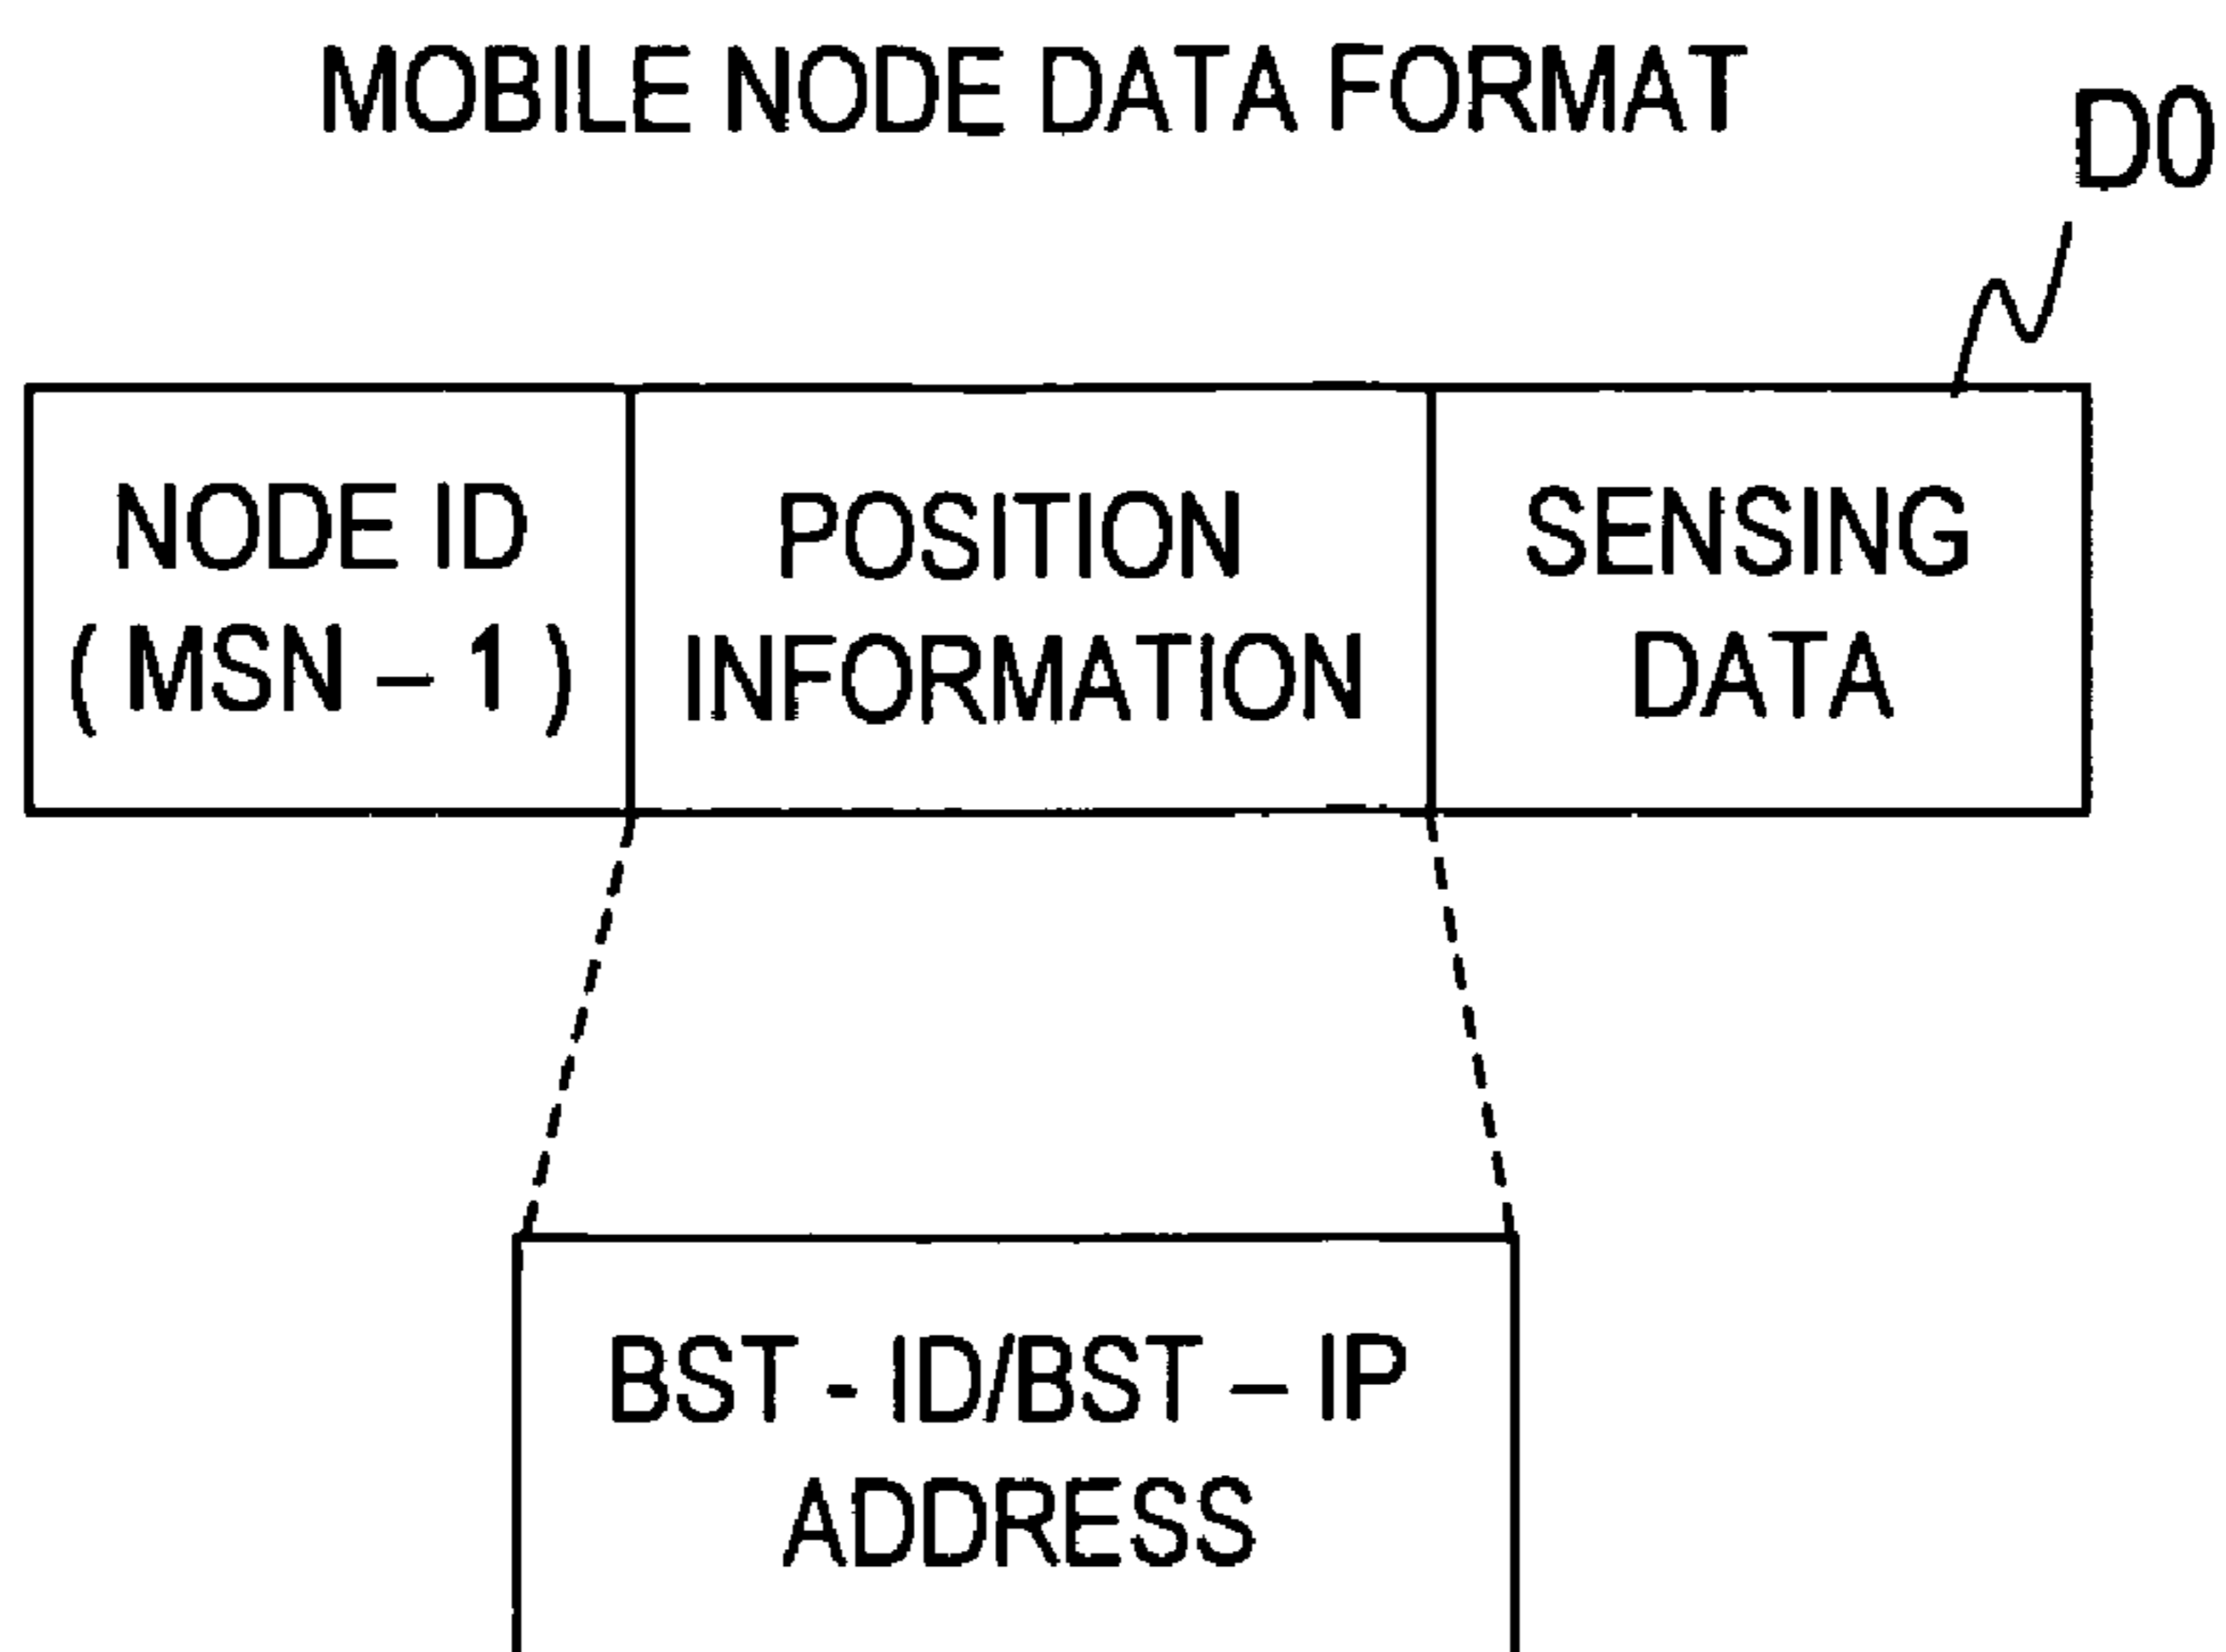 MOBILE NODE DATA FORMAT
D0
NODE ID
( MSN – 1 )
POSITION
INFORMATION
SENSING
DATA
BST - ID/BST – IP
ADDRESS